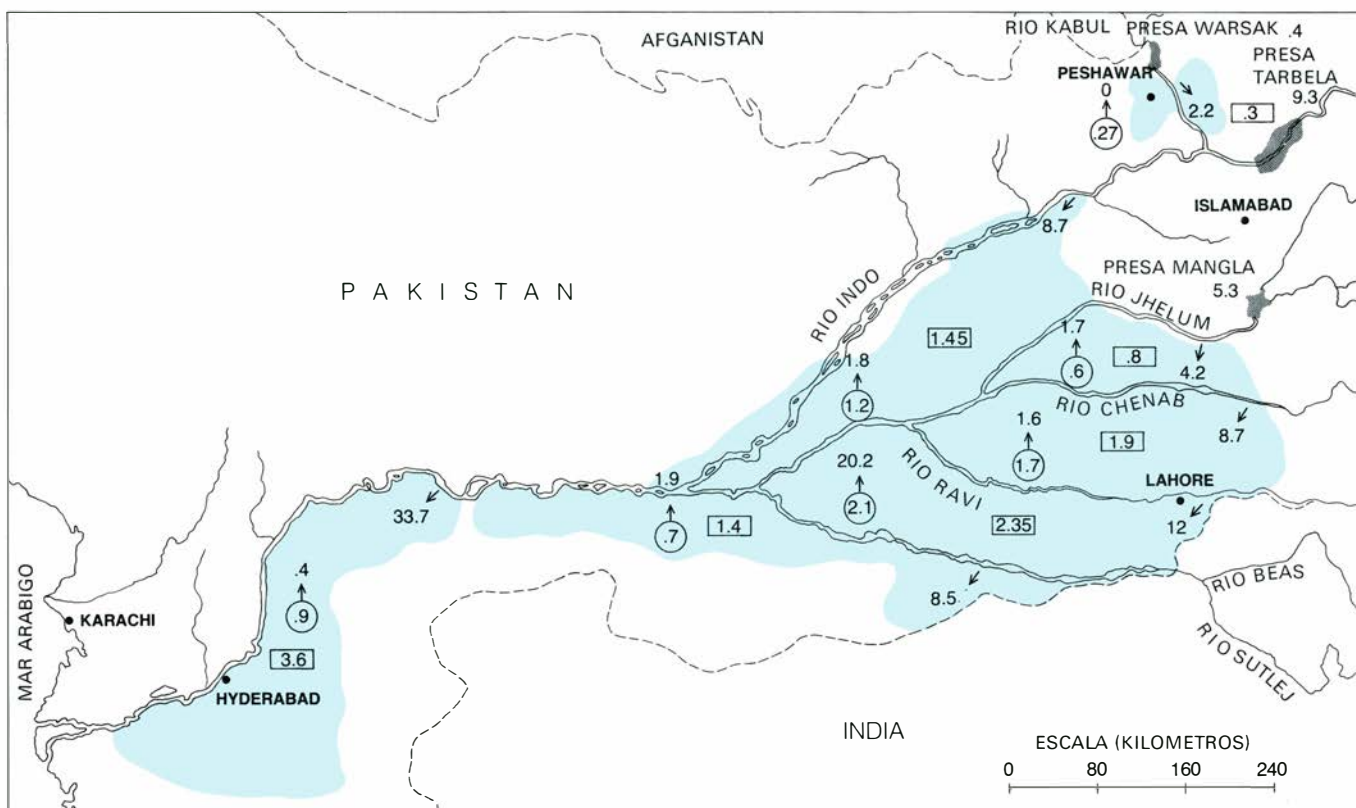 AFGANISTAN
RIO KABUL
PRESA WARSAK .4
PESHAWAR
PRESA
TARBELA
9.3
0
.27
2.2
.3
ISLAMABAD
8.7
PRESA MANGLA
5.3
PAKISTAN
RIO INDO
RIO JHELUM
1.45
1.7
.8
.6
4.2
1.8
1.2
RIO CHENAB
8.7
1.6
1.9
1.7
20.2
RIO RAVI
LAHORE
2.1
1.9
33.7
.7
1.4
2.35
12
8.5
RIO BEAS
RIO SUTLEJ
.4
.9
MAR ARABIGO
KARACHI
3.6
HYDERABAD
INDIA
ESCALA (KILOMETROS)
0 80 160 240